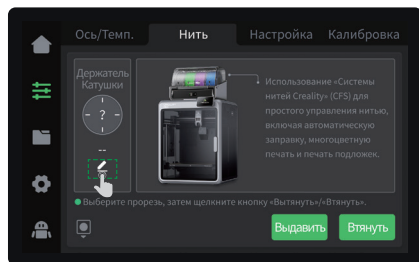 Ось/Темп.
Нить
Настройка
Калибровка
Держатель
Катушки
?
--
Использование «Системы
нитей Creality» (CFS) для
простого управления нитью,
включая автоматическую
заправку, многоцветную
печать и печать подложек.
Выберите прорезь, затем щелкните кнопку «Вытянуть»/«Втянуть».
Выдавить
Втянуть